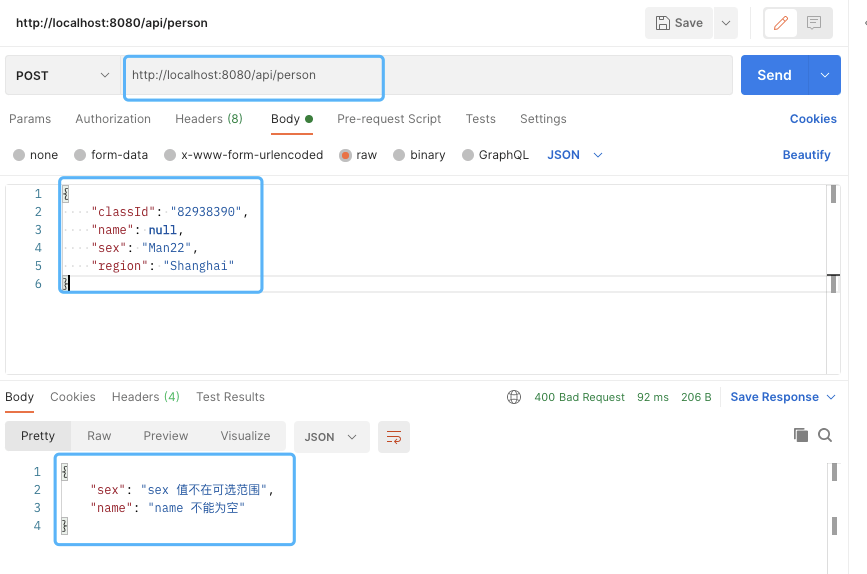 http://localhost:8080/api/person
Save
POST
http://localhost:8080/api/person
Send
Params Authorization Headers (8) Body Pre-request Script Tests Settings Cookies
none form-data x-www-form-urlencoded raw binary GraphQL JSON Beautify
1 {
2 "classId": "82938390",
3 "name": null,
4 "sex": "Man22",
5 "region": "Shanghai"
6 }
Body Cookies Headers (4) Test Results 400 Bad Request 92 ms 206 B Save Response
Pretty Raw Preview Visualize JSON
1 {
2 "sex": "sex 值不在可选范围",
3 "name": "name 不能为空"
4 }